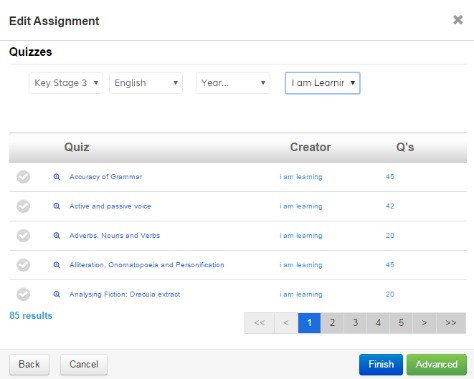 Edit Assignment ×
Quizzes
Key Stage 3 English Year... I am Learnir
Quiz Creator Q's
Accuracy of Grammar i am learning 45
Active and passive voice i am learning 42
Adverbs, Nouns and Verbs i am learning 20
Alliteration, Onomatopoeia and Personification i am learning 45
Analysing Fiction: Dracula extract i am learning 20
85 results << < 1 2 3 4 5 > >>
Back Cancel Finish Advanced